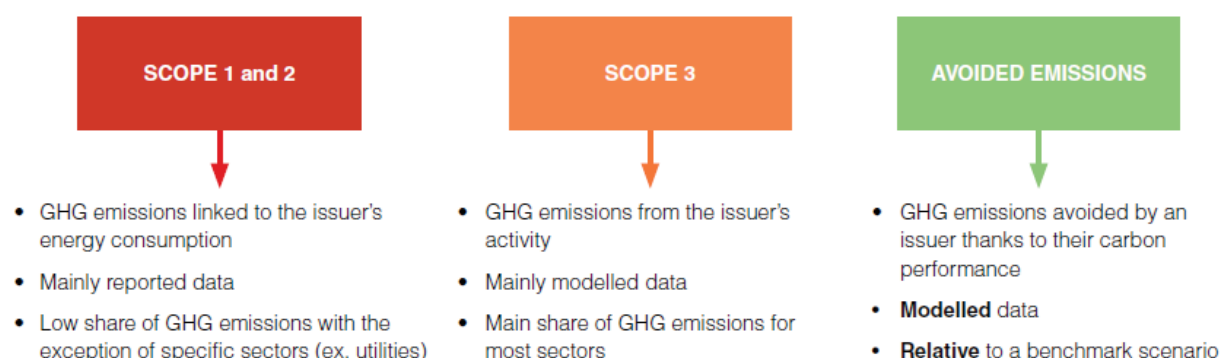 SCOPE 1 and 2
• GHG emissions linked to the issuer's
energy consumption
• Mainly reported data
• Low share of GHG emissions with the
exception of specific sectors (ex. utilities)
SCOPE 3
• GHG emissions from the issuer's
activity
• Mainly modelled data
• Main share of GHG emissions for
most sectors
AVOIDED EMISSIONS
• GHG emissions avoided by an
issuer thanks to their carbon
performance
• Modelled data
• Relative to a benchmark scenario